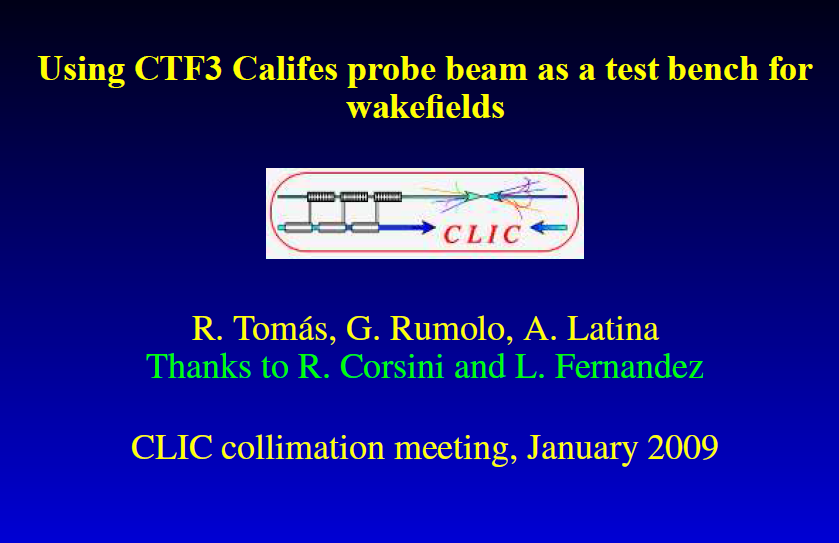 Using CTF3 Califes probe beam as a test bench for
wakefields
CLIC
R. Tomás, G. Rumolo, A. Latina
Thanks to R. Corsini and L. Fernandez
CLIC collimation meeting, January 2009